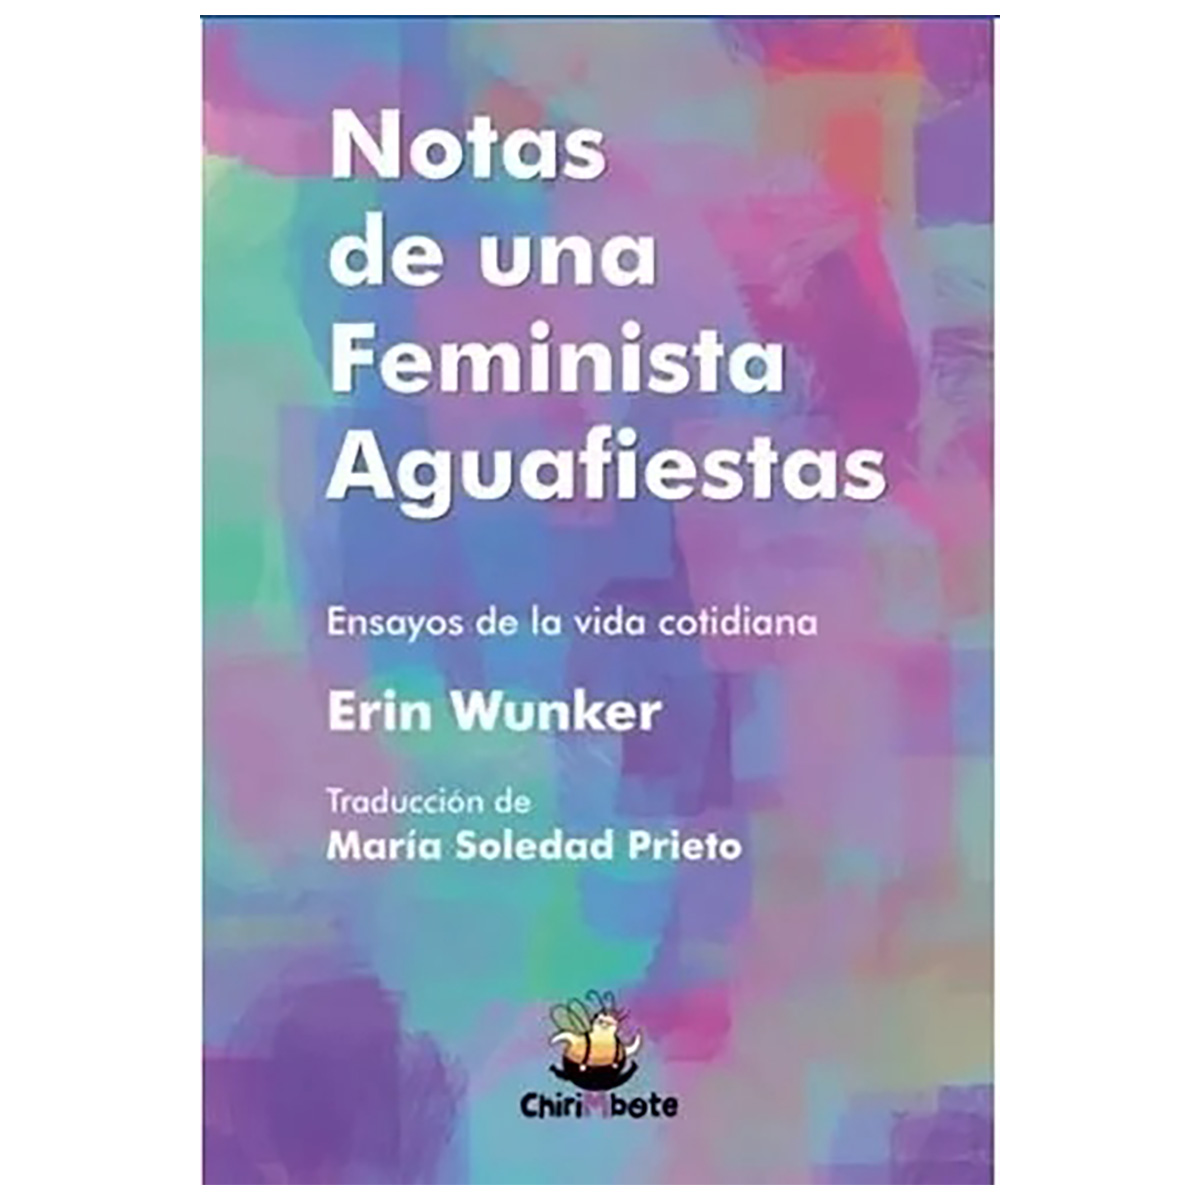 Notas
de una
Feminista
Aguafiestas
Ensayos de la vida cotidiana
Erin Wunker
Traducción de
María Soledad Prieto
ChiriMbote